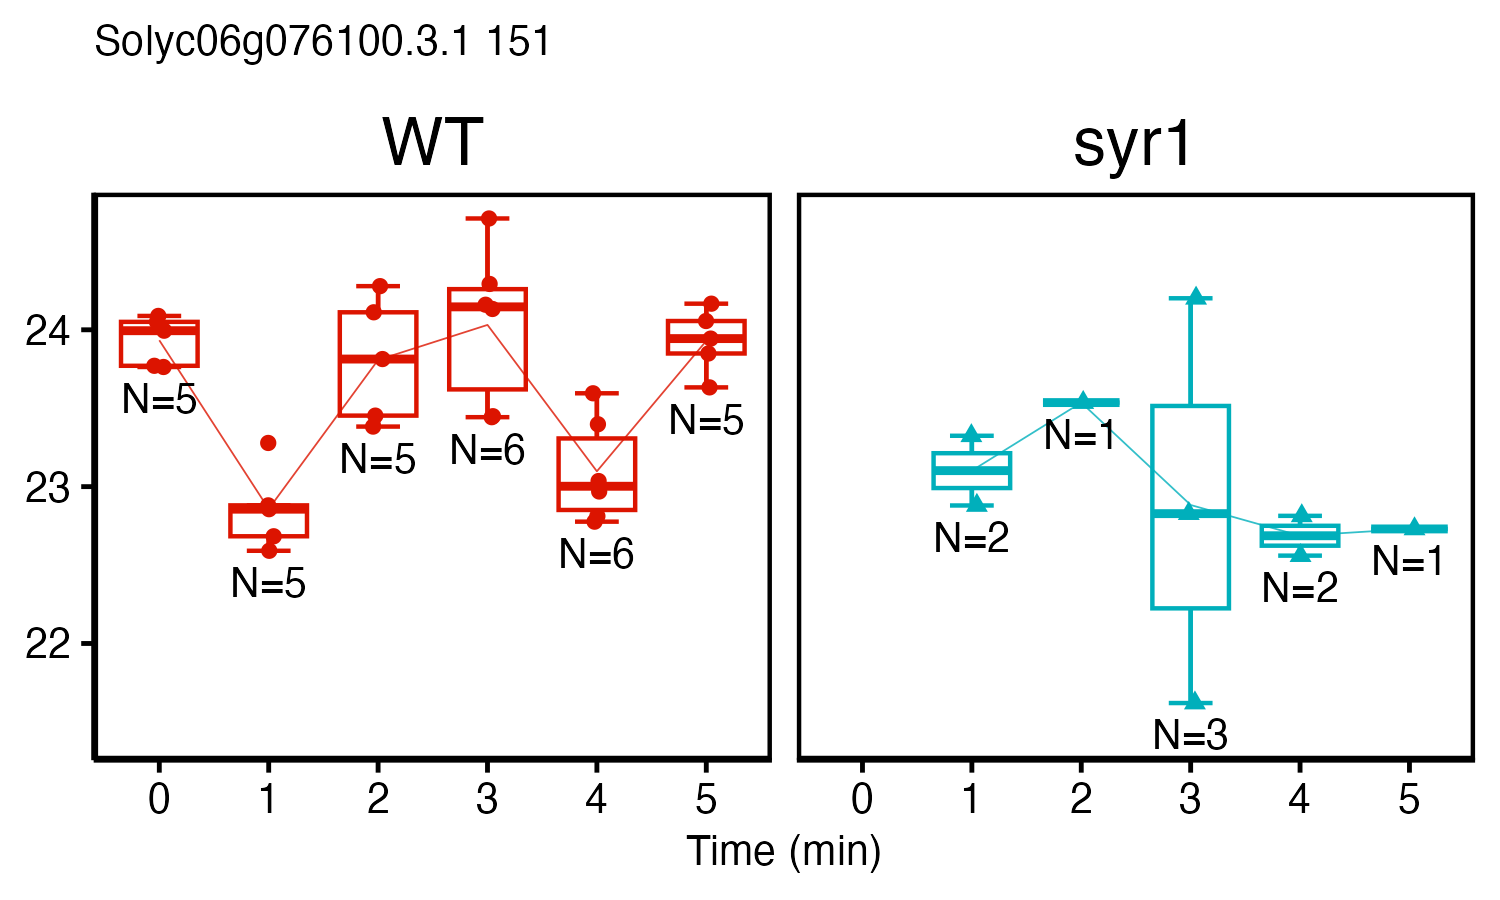 Solyc06g076100.3.1 151
WT
syr1
24
23
22
N=5
N=5
N=5
N=6
N=6
N=5
N=2
N=1
N=3
N=2
N=1
0 1 2 3 4 5
0 1 2 3 4 5
Time (min)